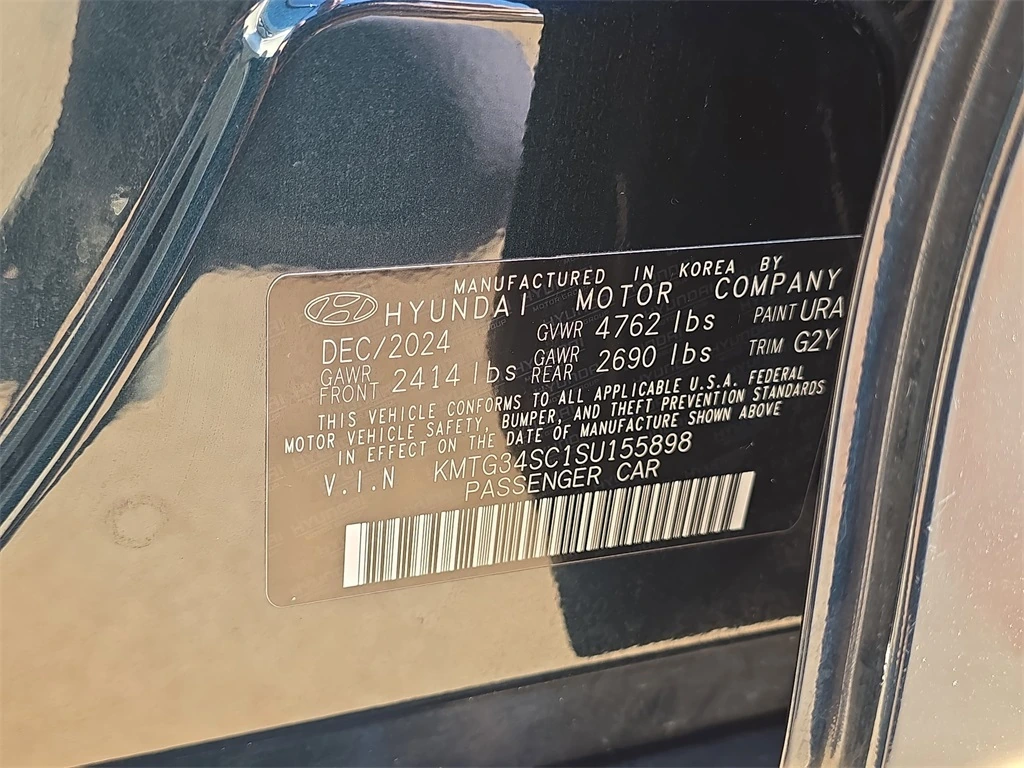 MANUFACTURED IN KOREA BY
HYUNDAI MOTOR COMPANY
DEC/2024 GVWR 4762 lbs PAINT URA
GAWR FRONT 2414 lbs GAWR REAR 2690 lbs TRIM G2Y
THIS VEHICLE CONFORMS TO ALL APPLICABLE U.S.A. FEDERAL
MOTOR VEHICLE SAFETY, BUMPER, AND THEFT PREVENTION STANDARDS
IN EFFECT ON THE DATE OF MANUFACTURE SHOWN ABOVE
V.I.N KMTG34SC1SU155898
PASSENGER CAR